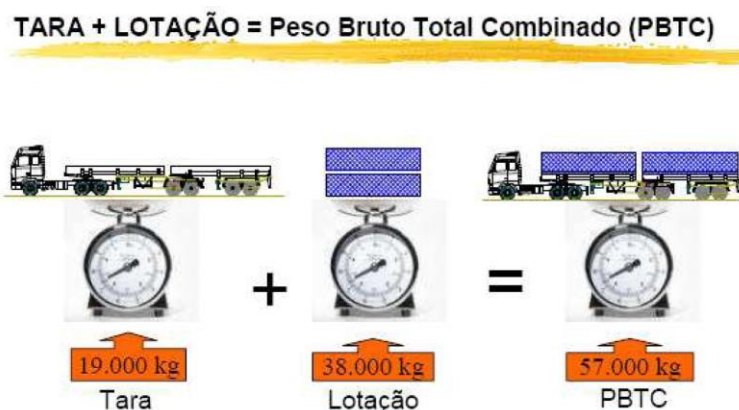 TARA + LOTAÇÃO = Peso Bruto Total Combinado (PBTC)
+ =
19.000 kg 38.000 kg 57.000 kg
Tara Lotação PBTC